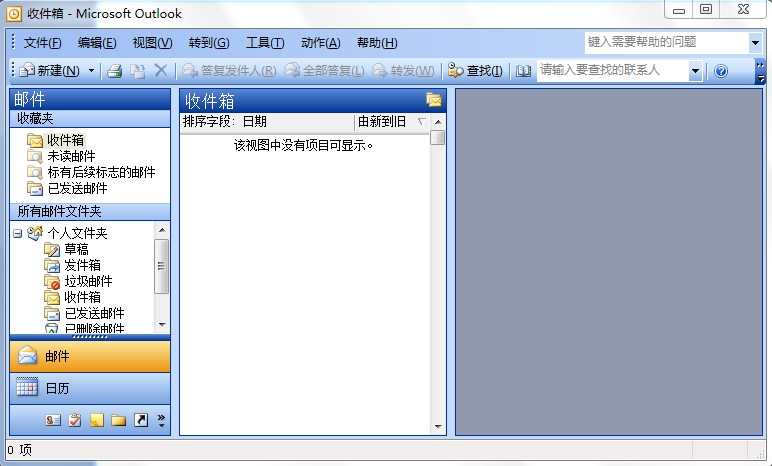 收件箱 - Microsoft Outlook
文件(F) 编辑(E) 视图(V) 转到(G) 工具(T) 动作(A) 帮助(H) 键入需要帮助的问题
新建(N) 答复发件人(R) 全部答复(L) 转发(W) 查找(I) 请输入要查找的联系人
邮件
收藏夹
收件箱
未读邮件
标有后续标志的邮件
已发送邮件
所有邮件文件夹
个人文件夹
草稿
发件箱
垃圾邮件
收件箱
已发送邮件
已删除邮件
邮件
日历
收件箱
排序字段: 日期 由新到旧
该视图中没有项目可显示。
0 项